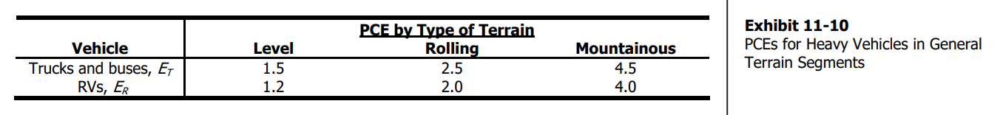 PCE by Type of Terrain
Vehicle Level Rolling Mountainous
Trucks and buses, E_T 1.5 2.5 4.5
RVs, E_R 1.2 2.0 4.0
Exhibit 11-10
PCEs for Heavy Vehicles in General
Terrain Segments